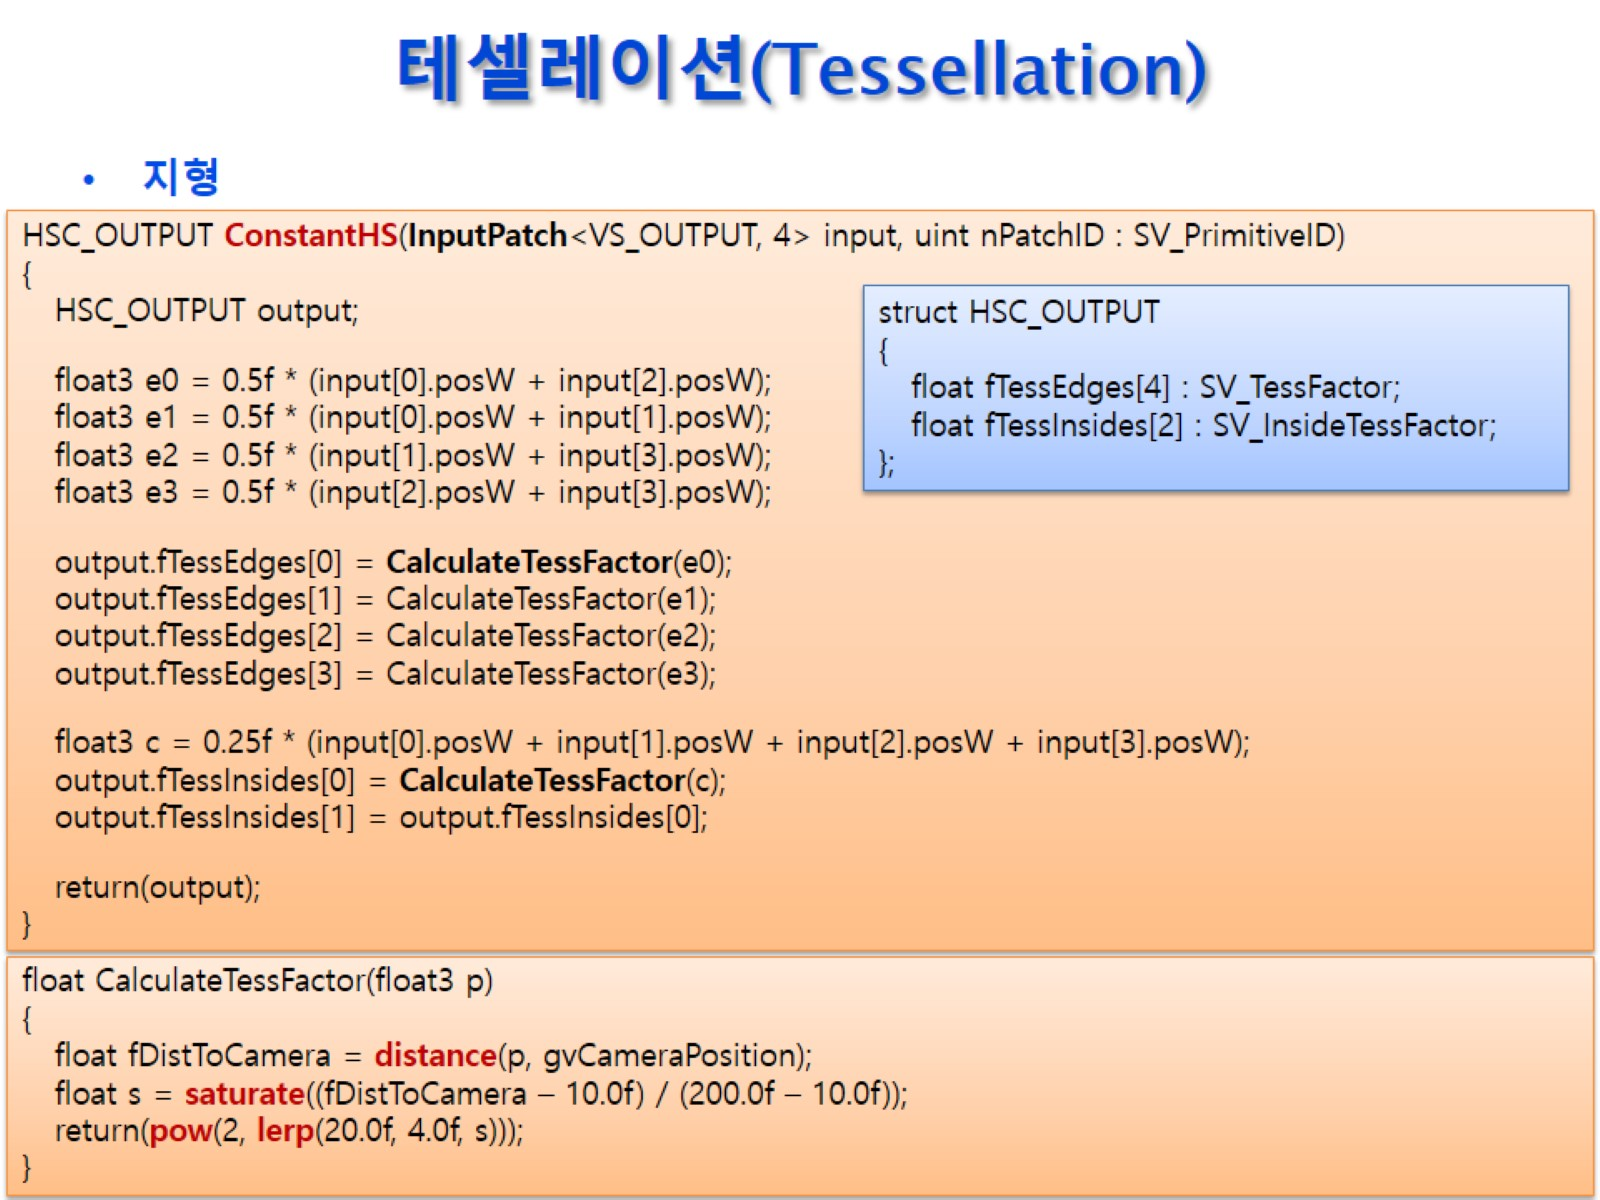 테셀레이션(Tessellation)
• 지형
HSC_OUTPUT ConstantHS(InputPatch<VS_OUTPUT, 4> input, uint nPatchID : SV_PrimitiveID)
{
HSC_OUTPUT output;
float3 e0 = 0.5f * (input[0].posW + input[2].posW);
float3 e1 = 0.5f * (input[0].posW + input[1].posW);
float3 e2 = 0.5f * (input[1].posW + input[3].posW);
float3 e3 = 0.5f * (input[2].posW + input[3].posW);
output.fTessEdges[0] = CalculateTessFactor(e0);
output.fTessEdges[1] = CalculateTessFactor(e1);
output.fTessEdges[2] = CalculateTessFactor(e2);
output.fTessEdges[3] = CalculateTessFactor(e3);
float3 c = 0.25f * (input[0].posW + input[1].posW + input[2].posW + input[3].posW);
output.fTessInsides[0] = CalculateTessFactor(c);
output.fTessInsides[1] = output.fTessInsides[0];
return(output);
}
struct HSC_OUTPUT
{
float fTessEdges[4] : SV_TessFactor;
float fTessInsides[2] : SV_InsideTessFactor;
};
float CalculateTessFactor(float3 p)
{
float fDistToCamera = distance(p, gvCameraPosition);
float s = saturate((fDistToCamera – 10.0f) / (200.0f – 10.0f));
return(pow(2, lerp(20.0f, 4.0f, s)));
}